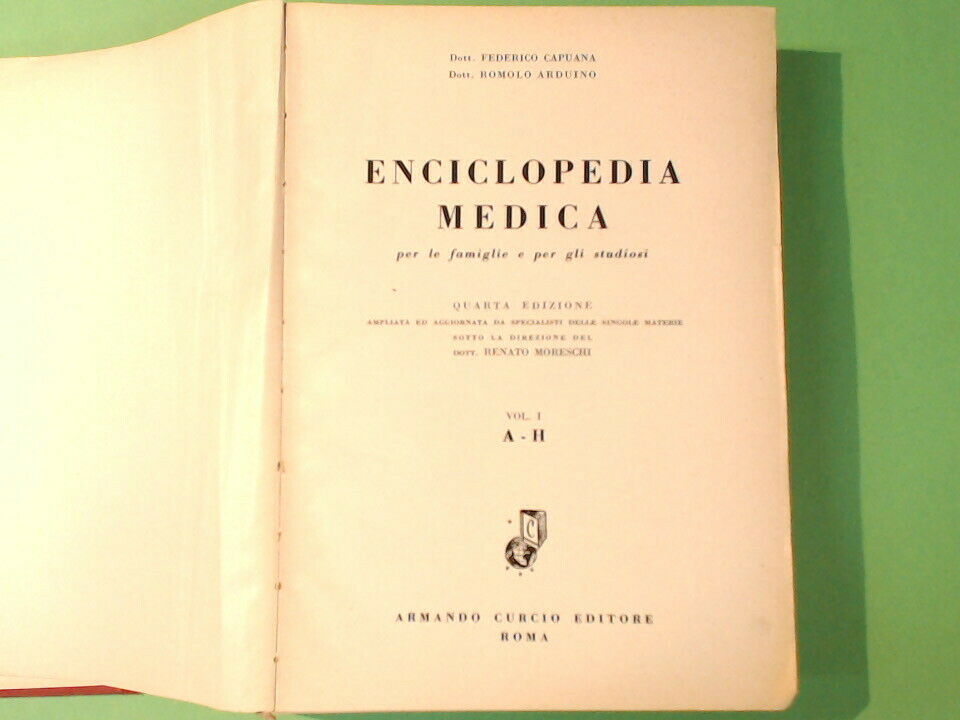 Dott. FEDERICO CAPUANA
Dott. ROMOLO ARDUINO
ENCICLOPEDIA
MEDICA
per le famiglie e per gli studiosi
QUARTA EDIZIONE
AMPLIATA ED AGGIORNATA DA SPECIALISTI DELLE SINGOLE MATERIE
SOTTO LA DIREZIONE DEL
DOTT. RENATO MORESCHI
VOL. I
A - H
C
ARMANDO CURCIO EDITORE
ROMA